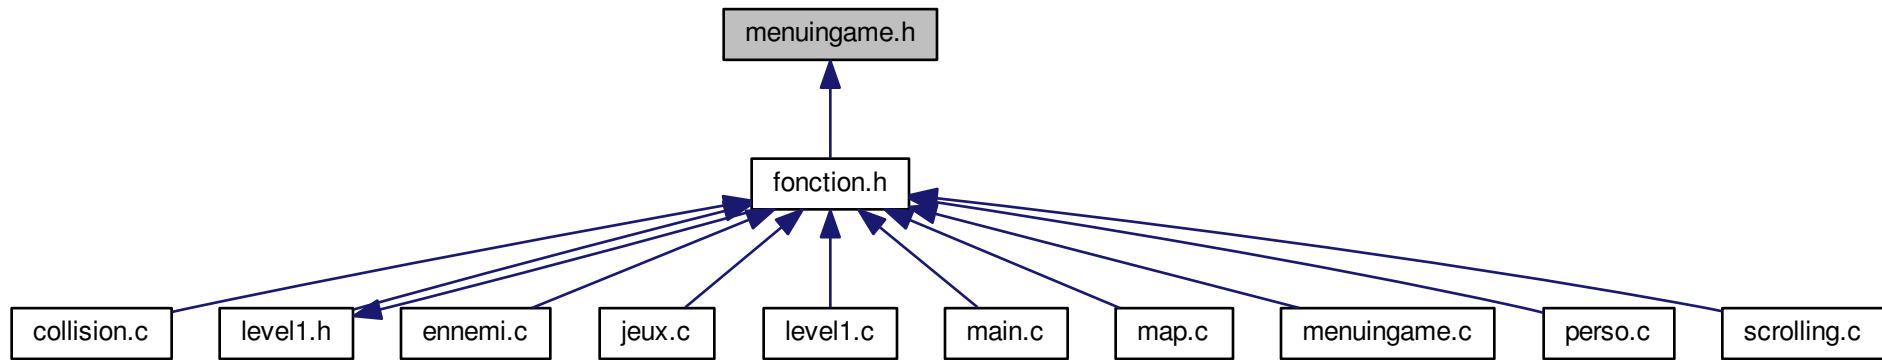 menuingame.h
fonction.h
collision.c
level1.h
ennemi.c
jeux.c
level1.c
main.c
map.c
menuingame.c
perso.c
scrolling.c